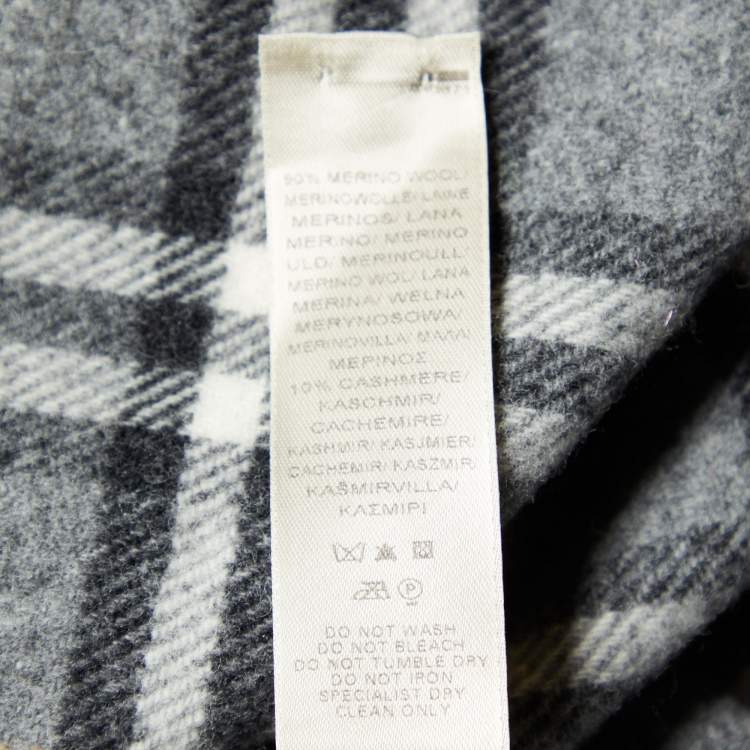 90% MERINO WOOL/
MERINOWOLLE/ LAINE
MERINOS/ LANA
MERINO/ MERINO
ULD/ MERINOULL/
MERINO WOL/ LANA
MERINA/ WELNA
MERYNOSOWA/
MERINOVILLA/ ΜΑΛΛΙ
ΜΕΡΙΝΟΣ
10% CASHMERE/
KASCHMIR/
CACHEMIRE/
KASHMIR/ KASJMIER/
CACHEMIR/ KASZMIR/
KAŠMIRVILLA/
ΚΑΣΜΙΡΙ
P
DO NOT WASH
DO NOT BLEACH
DO NOT TUMBLE DRY
DO NOT IRON
SPECIALIST DRY
CLEAN ONLY